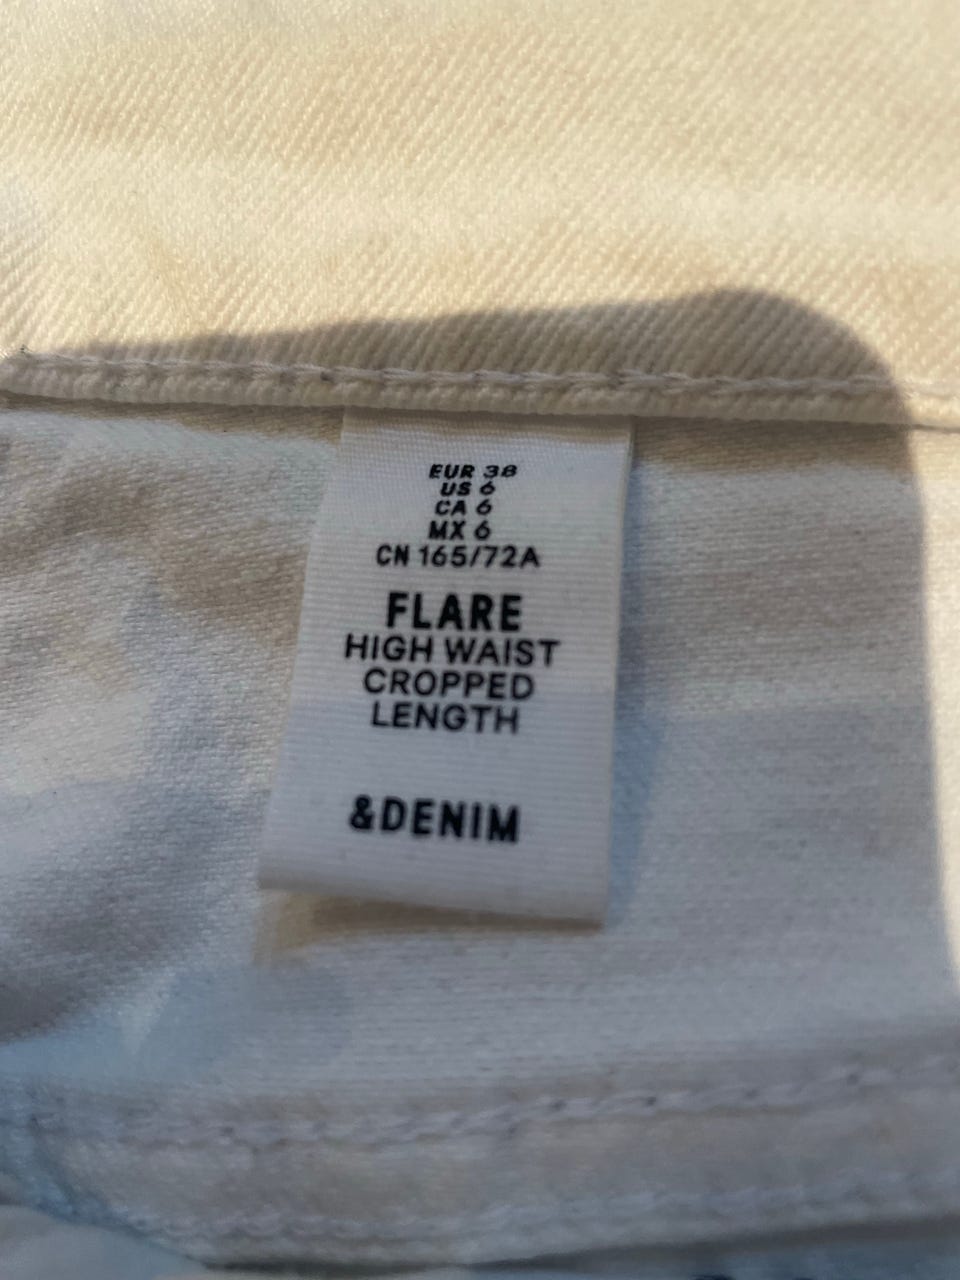 EUR 38
US 6
CA 6
MX 6
CN 165/72A
FLARE
HIGH WAIST
CROPPED
LENGTH
&DENIM